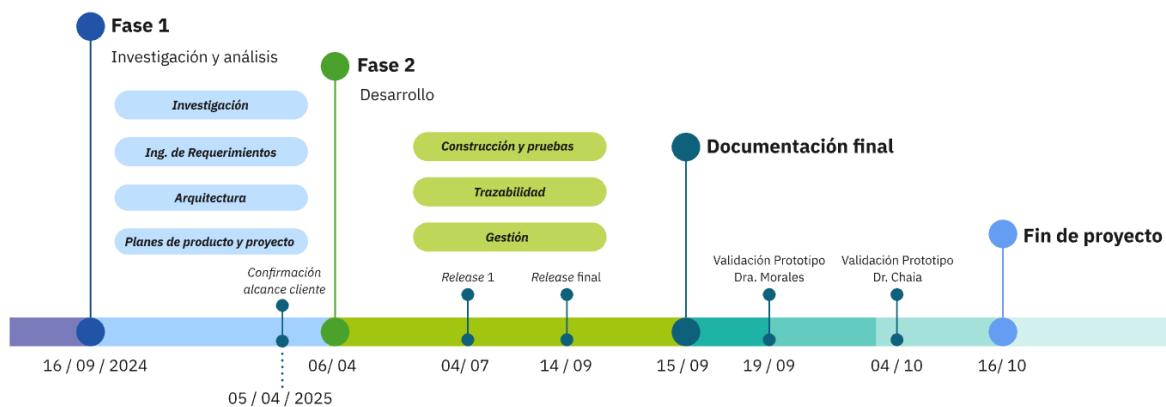 Fase 1
Investigación y análisis
Investigación
Ing. de Requerimientos
Arquitectura
Planes de producto y proyecto
Confirmación
alcance cliente
Fase 2
Desarrollo
Construcción y pruebas
Trazabilidad
Gestión
Release 1
Release final
Documentación final
Validación Prototipo
Dra. Morales
Validación Prototipo
Dr. Chaia
Fin de proyecto
16 / 09 / 2024
05 / 04 / 2025
06/ 04
04/ 07
14 / 09
15 / 09
19 / 09
04 / 10
16/ 10